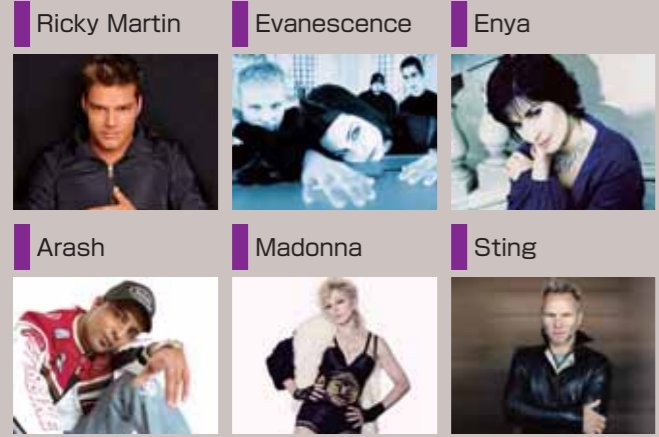 Ricky Martin
Evanescence
Enya
Arash
Madonna
Sting